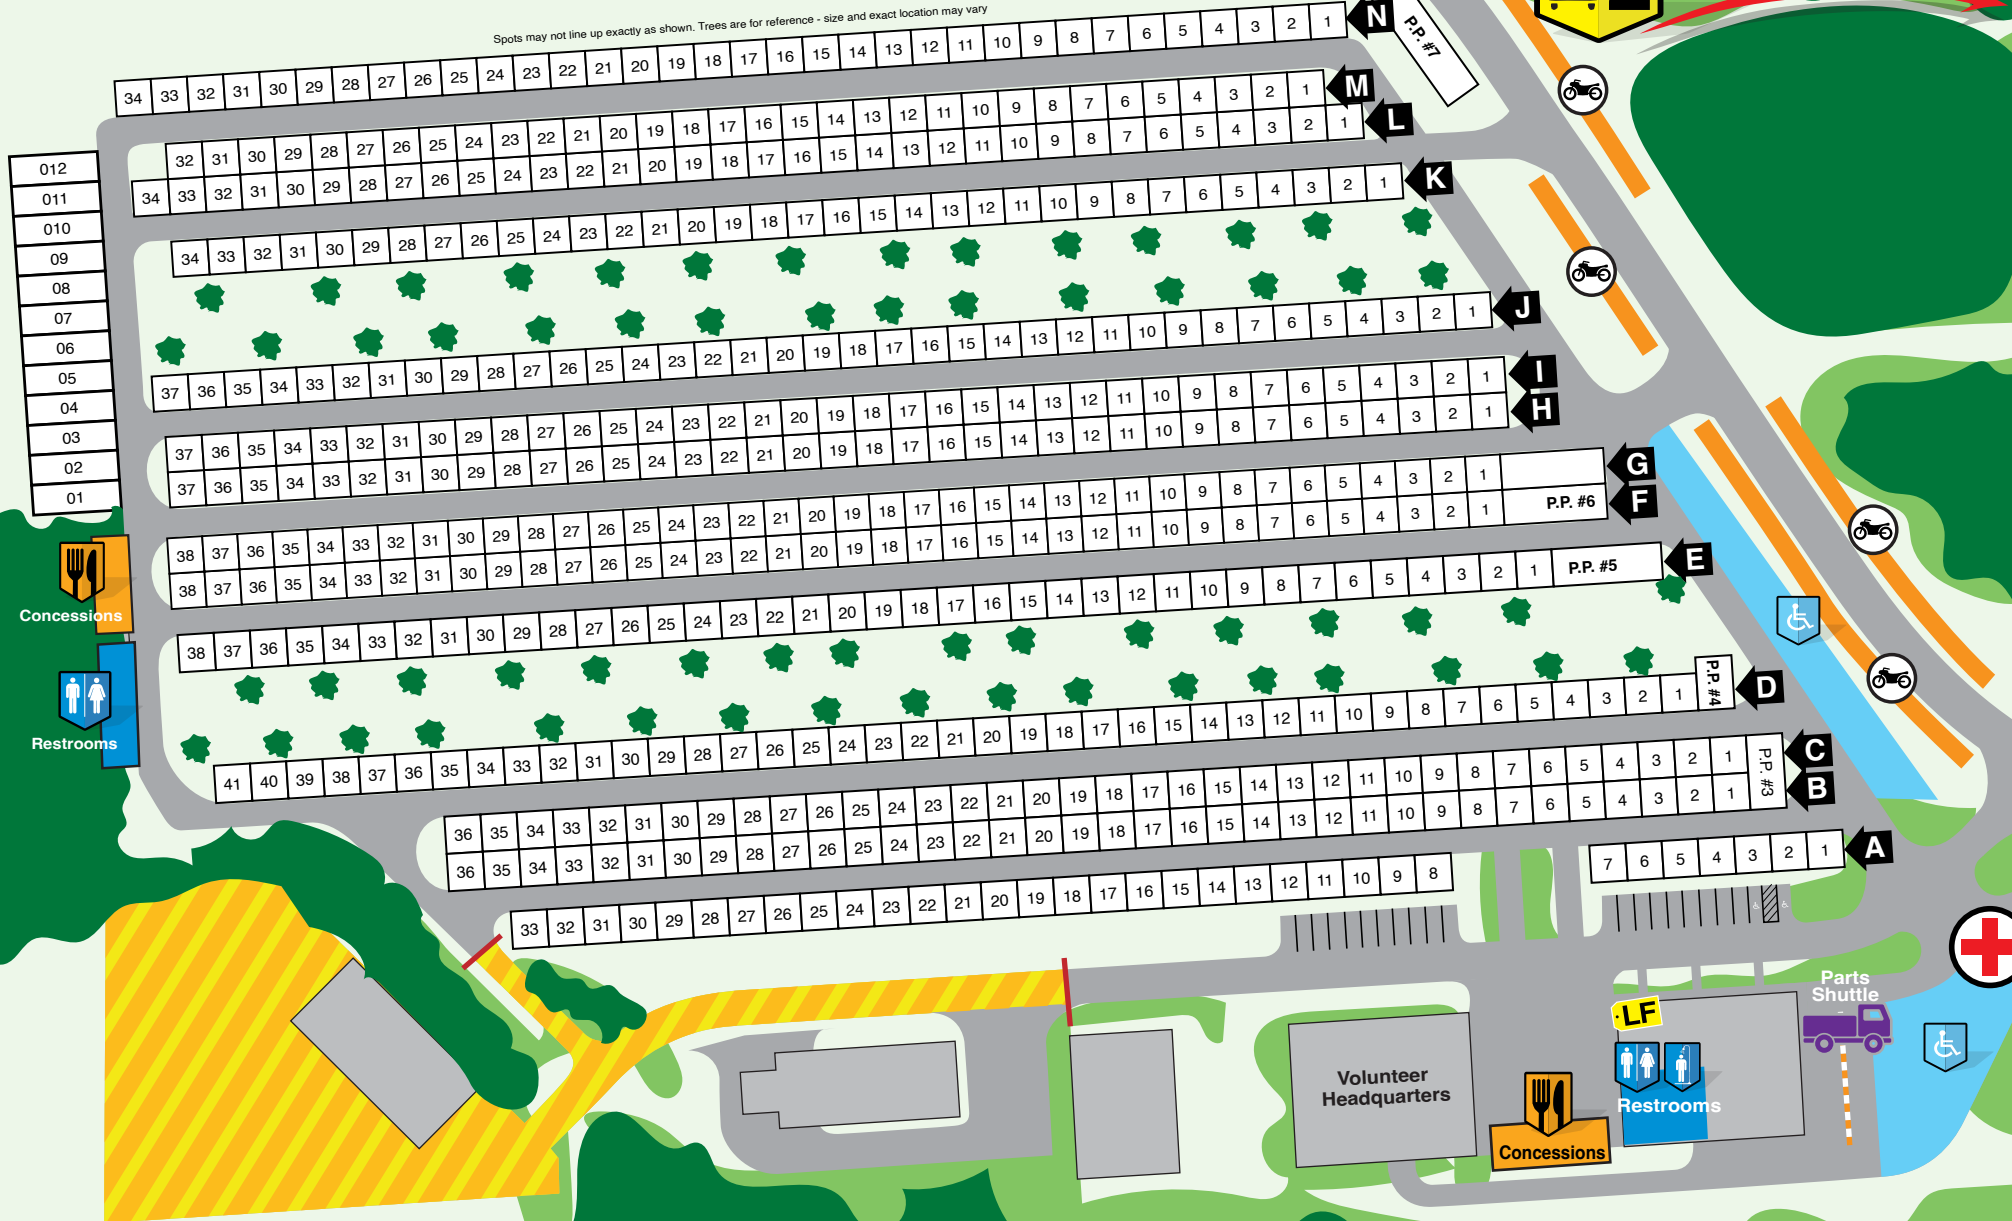 Spots may not line up exactly as shown. Trees are for reference - size and exact location may vary
34 33 32 31 30 29 28 27 26 25 24 23 22 21 20 19 18 17 16 15 14 13 12 11 10 9 8 7 6 5 4 3 2 1 N
P.P. #7
32 31 30 29 28 27 26 25 24 23 22 21 20 19 18 17 16 15 14 13 12 11 10 9 8 7 6 5 4 3 2 1 M
34 33 32 31 30 29 28 27 26 25 24 23 22 21 20 19 18 17 16 15 14 13 12 11 10 9 8 7 6 5 4 3 2 1 L
34 33 32 31 30 29 28 27 26 25 24 23 22 21 20 19 18 17 16 15 14 13 12 11 10 9 8 7 6 5 4 3 2 1 K
012
011
010
09
08
07
06
05
04
03
02
01
37 36 35 34 33 32 31 30 29 28 27 26 25 24 23 22 21 20 19 18 17 16 15 14 13 12 11 10 9 8 7 6 5 4 3 2 1 J
37 36 35 34 33 32 31 30 29 28 27 26 25 24 23 22 21 20 19 18 17 16 15 14 13 12 11 10 9 8 7 6 5 4 3 2 1 I
37 36 35 34 33 32 31 30 29 28 27 26 25 24 23 22 21 20 19 18 17 16 15 14 13 12 11 10 9 8 7 6 5 4 3 2 1 H
38 37 36 35 34 33 32 31 30 29 28 27 26 25 24 23 22 21 20 19 18 17 16 15 14 13 12 11 10 9 8 7 6 5 4 3 2 1 G
38 37 36 35 34 33 32 31 30 29 28 27 26 25 24 23 22 21 20 19 18 17 16 15 14 13 12 11 10 9 8 7 6 5 4 3 2 1 P.P. #6 F
38 37 36 35 34 33 32 31 30 29 28 27 26 25 24 23 22 21 20 19 18 17 16 15 14 13 12 11 10 9 8 7 6 5 4 3 2 1 P.P. #5 E
Concessions
Restrooms
41 40 39 38 37 36 35 34 33 32 31 30 29 28 27 26 25 24 23 22 21 20 19 18 17 16 15 14 13 12 11 10 9 8 7 6 5 4 3 2 1 P.P. #4 D
36 35 34 33 32 31 30 29 28 27 26 25 24 23 22 21 20 19 18 17 16 15 14 13 12 11 10 9 8 7 6 5 4 3 2 1 P.P. #3 C
36 35 34 33 32 31 30 29 28 27 26 25 24 23 22 21 20 19 18 17 16 15 14 13 12 11 10 9 8 7 6 5 4 3 2 1 B
33 32 31 30 29 28 27 26 25 24 23 22 21 20 19 18 17 16 15 14 13 12 11 10 9 8 7 6 5 4 3 2 1 A
Parts
Shuttle
LF
Volunteer
Headquarters
Restrooms
Concessions